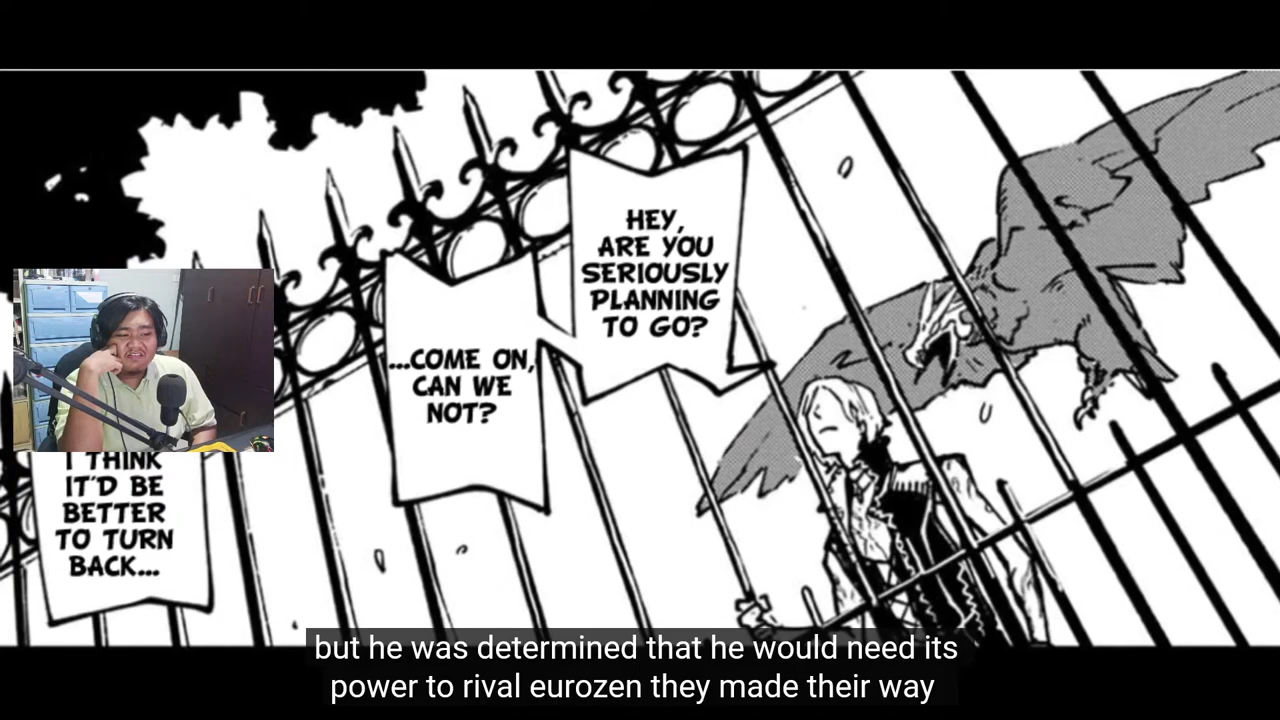 HEY,
ARE YOU
SERIOUSLY
PLANNING
TO GO?
...COME ON,
CAN WE
NOT?
I THINK
IT'D BE
BETTER
TO TURN
BACK...
but he was determined that he would need its
power to rival eurozen they made their way